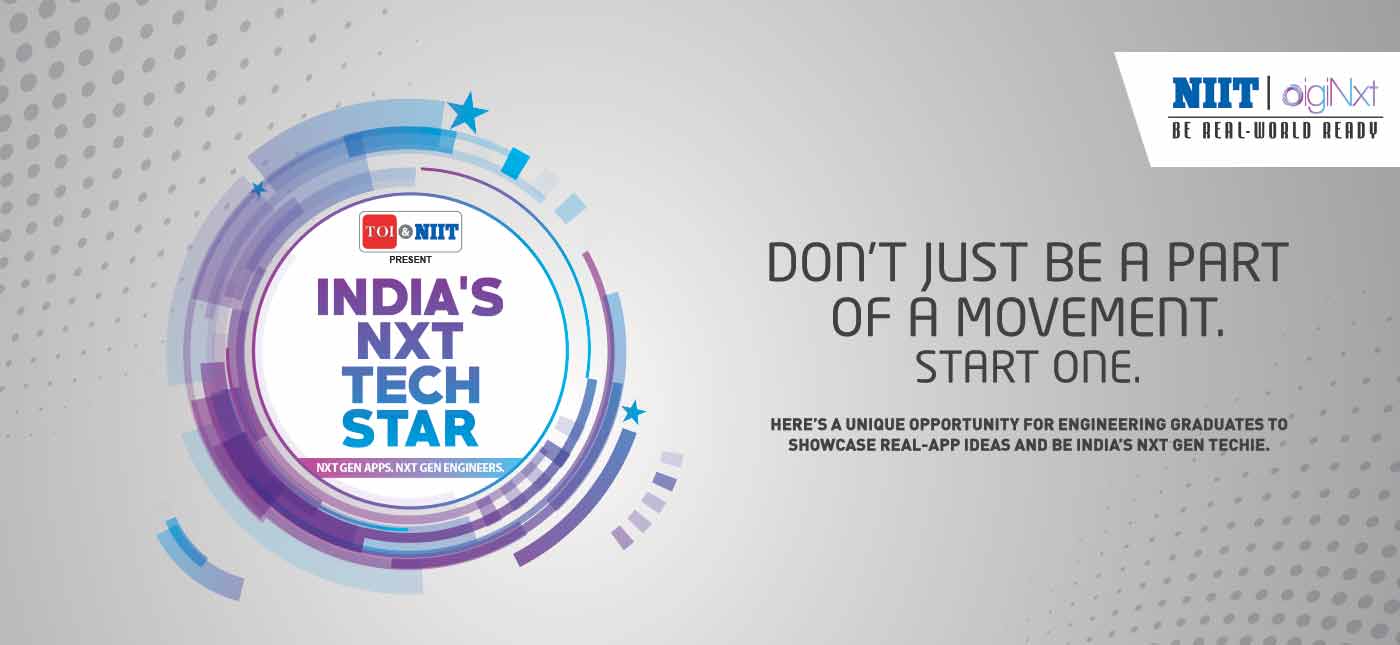 NIIT | DigiNxt
BE REAL-WORLD READY
TOI & NIIT
PRESENT
INDIA'S
NXT
TECH
STAR
NXT GEN APPS. NXT GEN ENGINEERS.
DON'T JUST BE A PART
OF A MOVEMENT.
START ONE.
HERE'S A UNIQUE OPPORTUNITY FOR ENGINEERING GRADUATES TO
SHOWCASE REAL-APP IDEAS AND BE INDIA'S NXT GEN TECHIE.